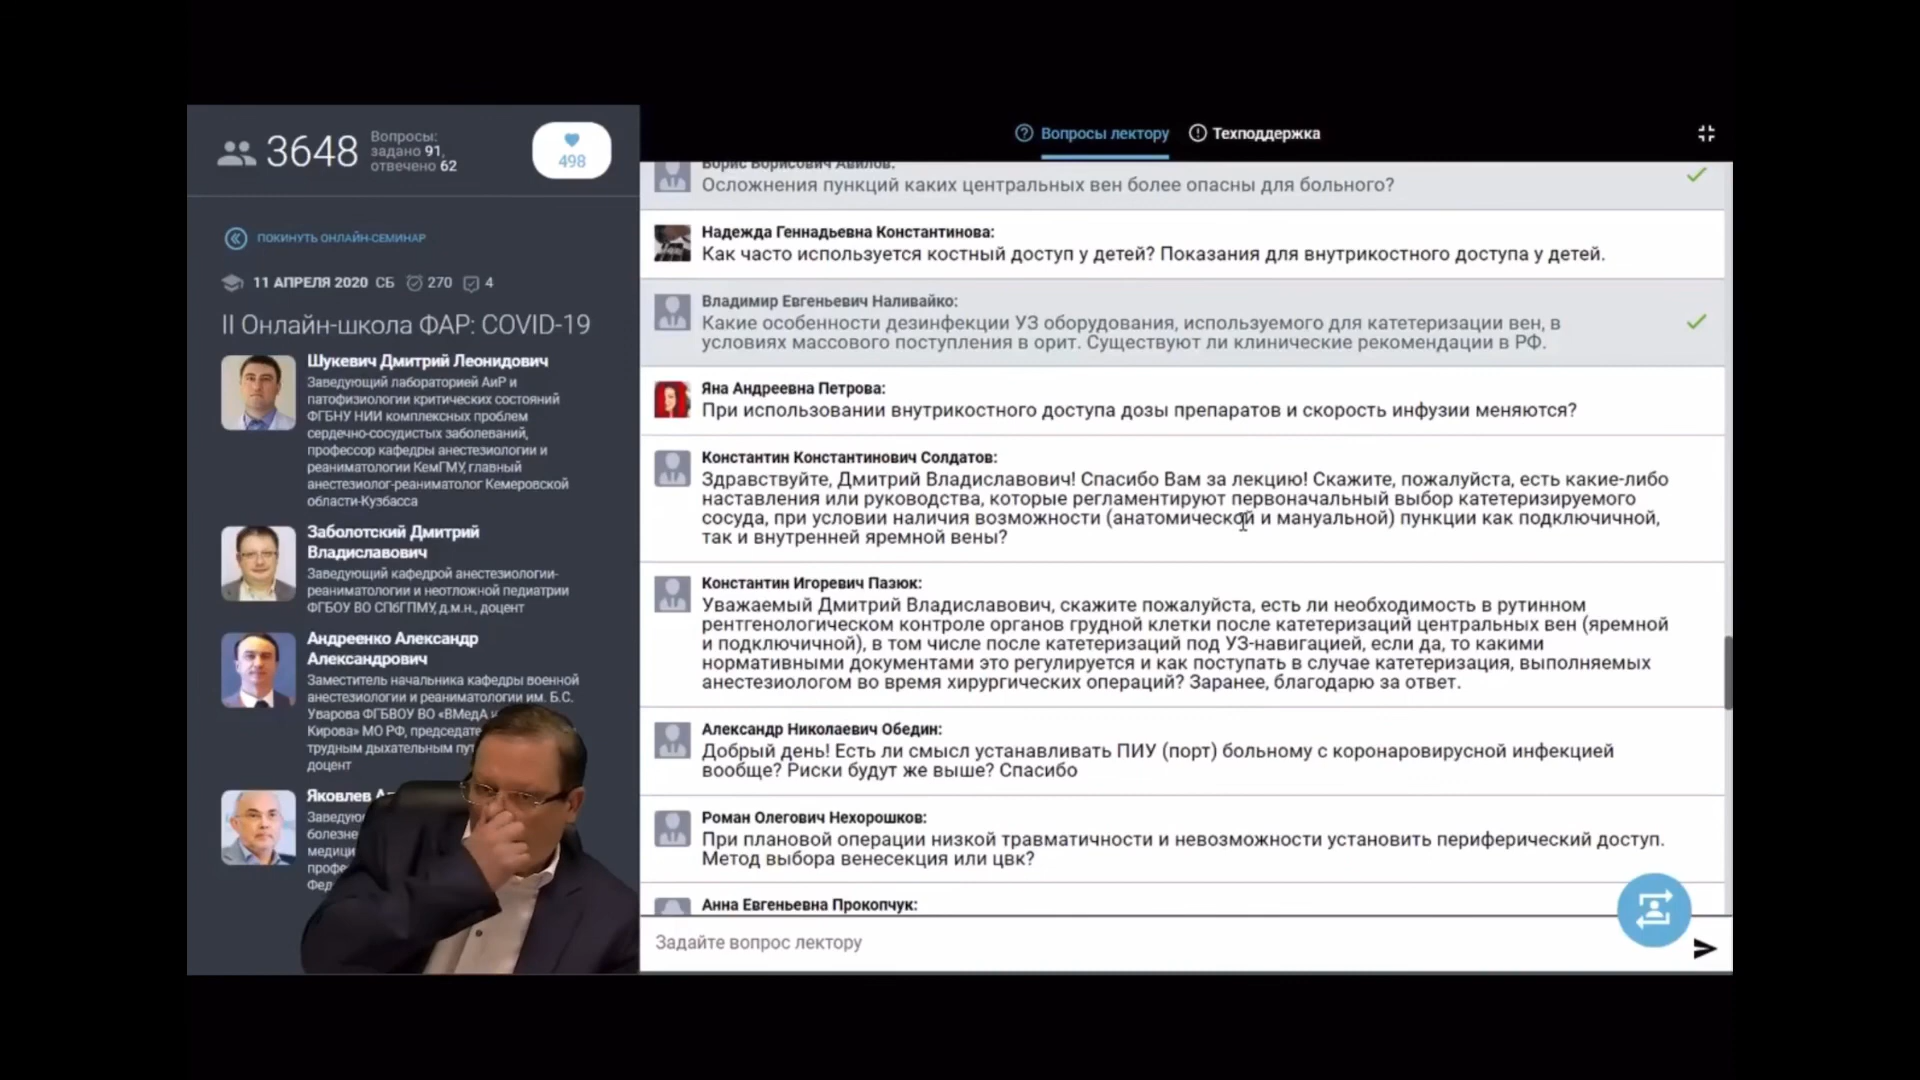 3648
Вопросы:
задано 91,
отвечено 62
498
ПОКИНУТЬ ОНЛАЙН-СЕМИНАР
11 АПРЕЛЯ 2020 СБ 270 4
II Онлайн-школа ФАР: COVID-19
Шукевич Дмитрий Леонидович
Заведующий лабораторией АиР и
патофизиологии критических состояний
ФГБНУ НИИ комплексных проблем
сердечно-сосудистых заболеваний,
профессор кафедры анестезиологии и
реаниматологии КемГМУ, главный
анестезиолог-реаниматолог Кемеровской
области-Кузбасса
Заболотский Дмитрий
Владиславович
Заведующий кафедрой анестезиологии-
реаниматологии и неотложной педиатрии
ФГБОУ ВО СПбГПМУ, д.м.н., доцент
Андреенко Александр
Александрович
Заместитель начальника кафедры военной
анестезиологии и реаниматологии им. Б.С.
Уварова ФГБВОУ ВО «ВМедА
Кирова» МО РФ, председате
трудным дыхательным пут
доцент
Яковлев
Заведую
болезне
медици
профе
Фед
Вопросы лектору
Техподдержка
Борис Борисович Авилов:
Осложнения пункций каких центральных вен более опасны для больного?
Надежда Геннадьевна Константинова:
Как часто используется костный доступ у детей? Показания для внутрикостного доступа у детей.
Владимир Евгеньевич Наливайко:
Какие особенности дезинфекции УЗ оборудования, используемого для катетеризации вен, в
условиях массового поступления в орит. Существуют ли клинические рекомендации в РФ.
Яна Андреевна Петрова:
При использовании внутрикостного доступа дозы препаратов и скорость инфузии меняются?
Константин Константинович Солдатов:
Здравствуйте, Дмитрий Владиславович! Спасибо Вам за лекцию! Скажите, пожалуйста, есть какие-либо
наставления или руководства, которые регламентируют первоначальный выбор катетеризируемого
сосуда, при условии наличия возможности (анатомической и мануальной) пункции как подключичной,
так и внутренней яремной вены?
Константин Игоревич Пазюк:
Уважаемый Дмитрий Владиславович, скажите пожалуйста, есть ли необходимость в рутинном
рентгенологическом контроле органов грудной клетки после катетеризаций центральных вен (яремной
и подключичной), в том числе после катетеризаций под УЗ-навигацией, если да, то какими
нормативными документами это регулируется и как поступать в случае катетеризация, выполняемых
анестезиологом во время хирургических операций? Заранее, благодарю за ответ.
Александр Николаевич Обедин:
Добрый день! Есть ли смысл устанавливать ПИУ (порт) больному с коронаровирусной инфекцией
вообще? Риски будут же выше? Спасибо
Роман Олегович Нехорошков:
При плановой операции низкой травматичности и невозможности установить периферический доступ.
Метод выбора венесекция или цвк?
Анна Евгеньевна Прокопчук:
Задайте вопрос лектору